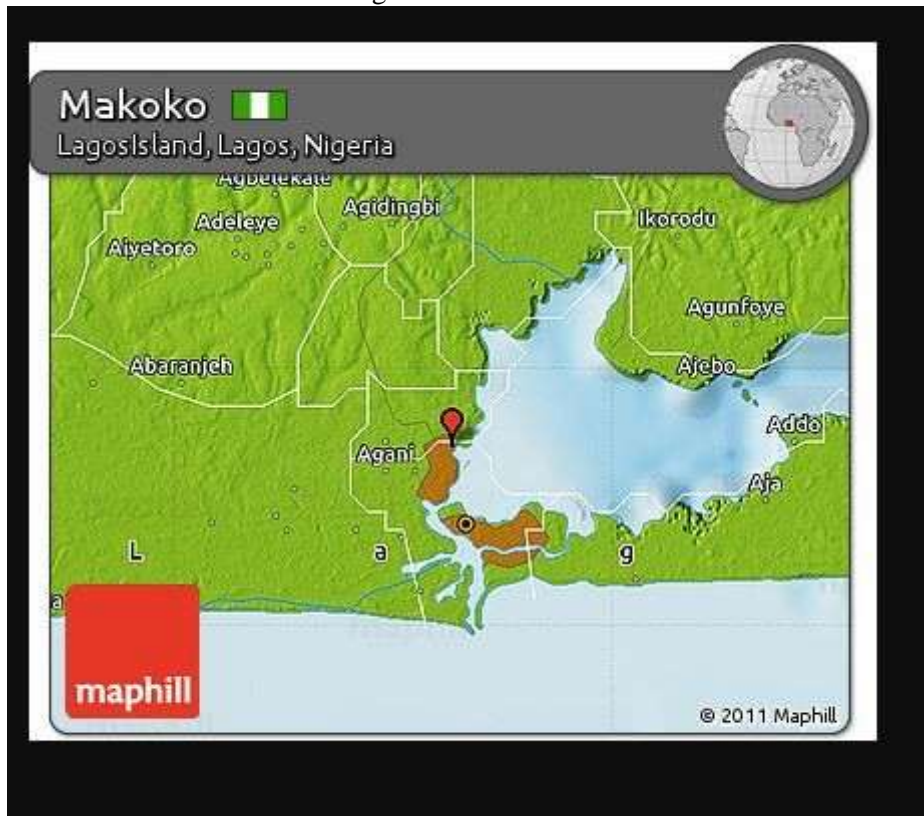 Makoko
LagosIsland, Lagos, Nigeria
Agbelekale
Agidingbi
Ikorodu
Adeleye
Aiyetoro
Agunfoye
Abaranjeh
Ajebo
Addo
Agani
Aja
L a g
a
maphill
© 2011 Maphill